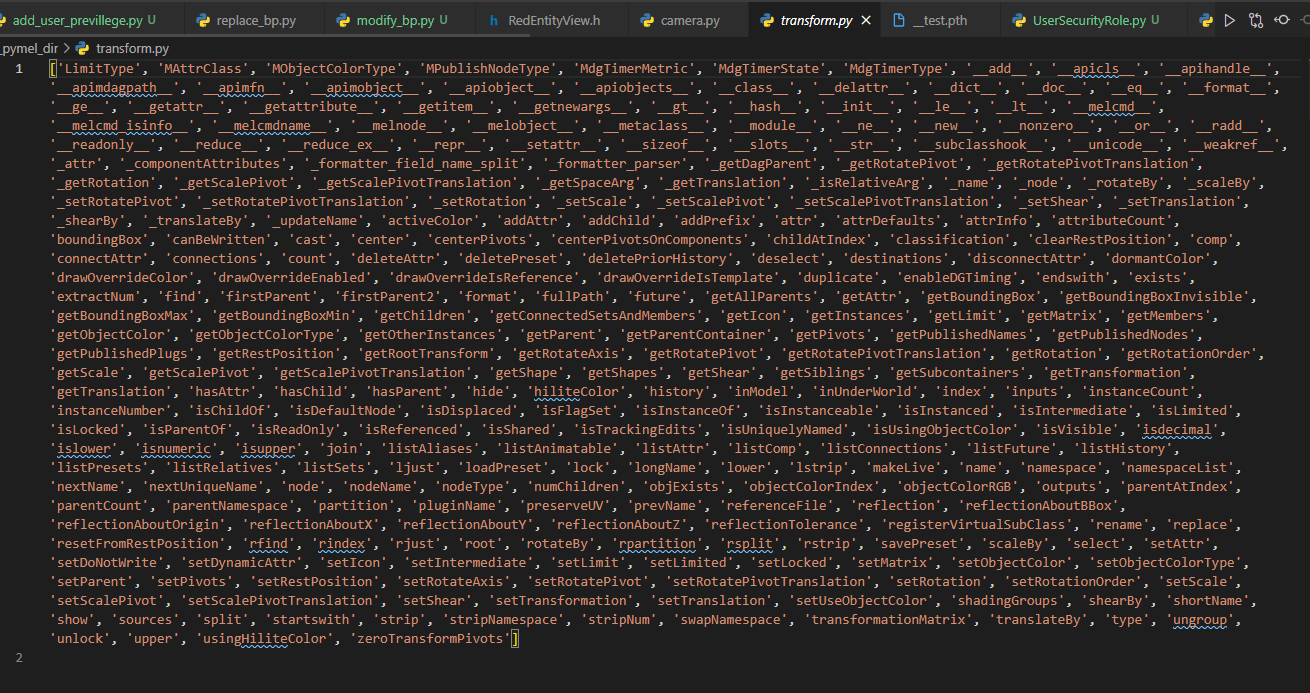 add_user_previllege.py U
replace_bp.py
modify_bp.py U
h RedEntityView.h
camera.py
transform.py
__test.pth
UserSecurityRole.py U
_pymel_dir > transform.py
1 ['LimitType', 'MAttrClass', 'MObjectColorType', 'MPublishNodeType', 'MdgTimerMetric', 'MdgTimerState', 'MdgTimerType', '__add__', '__apicls__', '__apihandle__',
'__apimdagpath__', '__apimfn__', '__apimobject__', '__apiobject__', '__apiobjects__', '__class__', '__delattr__', '__dict__', '__doc__', '__eq__', '__format__',
'__ge__', '__getattr__', '__getattribute__', '__getitem__', '__getnewargs__', '__gt__', '__hash__', '__init__', '__le__', '__lt__', '__melcmd__',
'__melcmd_isinfo__', '__melcmdname__', '__melnode__', '__melobject__', '__metaclass__', '__module__', '__ne__', '__new__', '__nonzero__', '__or__', '__radd__',
'__readonly__', '__reduce__', '__reduce_ex__', '__repr__', '__setattr__', '__sizeof__', '__slots__', '__str__', '__subclasshook__', '__unicode__', '__weakref__',
'_attr', '_componentAttributes', '_formatter_field_name_split', '_formatter_parser', '_getDagParent', '_getRotatePivot', '_getRotatePivotTranslation',
'_getRotation', '_getScalePivot', '_getScalePivotTranslation', '_getSpaceArg', '_getTranslation', '_isRelativeArg', '_name', '_node', '_rotateBy', '_scaleBy',
'_setRotatePivot', '_setRotatePivotTranslation', '_setRotation', '_setScale', '_setScalePivot', '_setScalePivotTranslation', '_setShear', '_setTranslation',
'_shearBy', '_translateBy', '_updateName', 'activeColor', 'addAttr', 'addChild', 'addPrefix', 'attr', 'attrDefaults', 'attrInfo', 'attributeCount',
'boundingBox', 'canBeWritten', 'cast', 'center', 'centerPivots', 'centerPivotsOnComponents', 'childAtIndex', 'classification', 'clearRestPosition', 'comp',
'connectAttr', 'connections', 'count', 'deleteAttr', 'deletePreset', 'deletePriorHistory', 'deselect', 'destinations', 'disconnectAttr', 'dormantColor',
'drawOverrideColor', 'drawOverrideEnabled', 'drawOverrideIsReference', 'drawOverrideIsTemplate', 'duplicate', 'enableDGTiming', 'endswith', 'exists',
'extractNum', 'find', 'firstParent', 'firstParent2', 'format', 'fullPath', 'future', 'getAllParents', 'getAttr', 'getBoundingBox', 'getBoundingBoxInvisible',
'getBoundingBoxMax', 'getBoundingBoxMin', 'getChildren', 'getConnectedSetsAndMembers', 'getIcon', 'getInstances', 'getLimit', 'getMatrix', 'getMembers',
'getObjectColor', 'getObjectColorType', 'getOtherInstances', 'getParent', 'getParentContainer', 'getPivots', 'getPublishedNames', 'getPublishedNodes',
'getPublishedPlugs', 'getRestPosition', 'getRootTransform', 'getRotateAxis', 'getRotatePivot', 'getRotatePivotTranslation', 'getRotation', 'getRotationOrder',
'getScale', 'getScalePivot', 'getScalePivotTranslation', 'getShape', 'getShapes', 'getShear', 'getSiblings', 'getSubcontainers', 'getTransformation',
'getTranslation', 'hasAttr', 'hasChild', 'hasParent', 'hide', 'hiliteColor', 'history', 'inModel', 'inUnderWorld', 'index', 'inputs', 'instanceCount',
'instanceNumber', 'isChildOf', 'isDefaultNode', 'isDisplaced', 'isFlagSet', 'isInstanceOf', 'isInstanceable', 'isInstanced', 'isIntermediate', 'isLimited',
'isLocked', 'isParentOf', 'isReadOnly', 'isReferenced', 'isShared', 'isTrackingEdits', 'isUniquelyNamed', 'isUsingObjectColor', 'isVisible', 'isdecimal',
'islower', 'isnumeric', 'isupper', 'join', 'listAliases', 'listAnimatable', 'listAttr', 'listComp', 'listConnections', 'listFuture', 'listHistory',
'listPresets', 'listRelatives', 'listSets', 'ljust', 'loadPreset', 'lock', 'longName', 'lower', 'lstrip', 'makeLive', 'name', 'namespace', 'namespaceList',
'nextName', 'nextUniqueName', 'node', 'nodeName', 'nodeType', 'numChildren', 'objExists', 'objectColorIndex', 'objectColorRGB', 'outputs', 'parentAtIndex',
'parentCount', 'parentNamespace', 'partition', 'pluginName', 'preserveUV', 'prevName', 'referenceFile', 'reflection', 'reflectionAboutBBox',
'reflectionAboutOrigin', 'reflectionAboutX', 'reflectionAboutY', 'reflectionAboutZ', 'reflectionTolerance', 'registerVirtualSubClass', 'rename', 'replace',
'resetFromRestPosition', 'rfind', 'rindex', 'rjust', 'root', 'rotateBy', 'rpartition', 'rsplit', 'rstrip', 'savePreset', 'scaleBy', 'select', 'setAttr',
'setDoNotWrite', 'setDynamicAttr', 'setIcon', 'setIntermediate', 'setLimit', 'setLimited', 'setLocked', 'setMatrix', 'setObjectColor', 'setObjectColorType',
'setParent', 'setPivots', 'setRestPosition', 'setRotateAxis', 'setRotatePivot', 'setRotatePivotTranslation', 'setRotation', 'setRotationOrder', 'setScale',
'setScalePivot', 'setScalePivotTranslation', 'setShear', 'setTransformation', 'setTranslation', 'setUseObjectColor', 'shadingGroups', 'shearBy', 'shortName',
'show', 'sources', 'split', 'startswith', 'strip', 'stripNamespace', 'stripNum', 'swapNamespace', 'transformationMatrix', 'translateBy', 'type', 'ungroup',
'unlock', 'upper', 'usingHiliteColor', 'zeroTransformPivots']
2